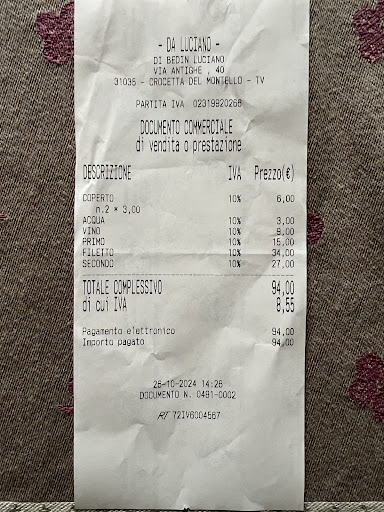 - DA LUCIANO -
DI BEDIN LUCIANO
VIA ANTIGHE , 40
31035 - CROCETTA DEL MONTELLO - TV
PARTITA IVA 02319920268
DOCUMENTO COMMERCIALE
di vendita o prestazione
DESCRIZIONE IVA Prezzo(€)
COPERTO 10% 6,00
n.2 * 3,00
ACQUA 10% 3,00
VINO 10% 9,00
PRIMO 10% 15,00
FILETTO 10% 34,00
SECONDO 10% 27,00
TOTALE COMPLESSIVO 94,00
di cui IVA 8,55
Pagamento elettronico 94,00
Importo pagato 94,00
26-10-2024 14:26
DOCUMENTO N. 0491-0002
RT 72IV6004567